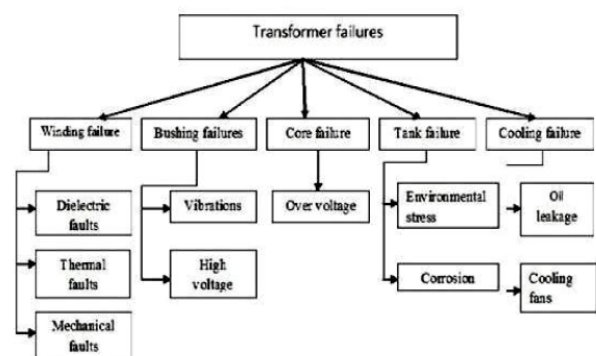 Transformer failures
Winding failure
Bushing failures
Core failure
Tank failure
Cooling failure
Dielectric
faults
Thermal
faults
Mechanical
faults
Vibrations
High
voltage
Over voltage
Environmental
stress
Corrosion
Oil
leakage
Cooling
fans